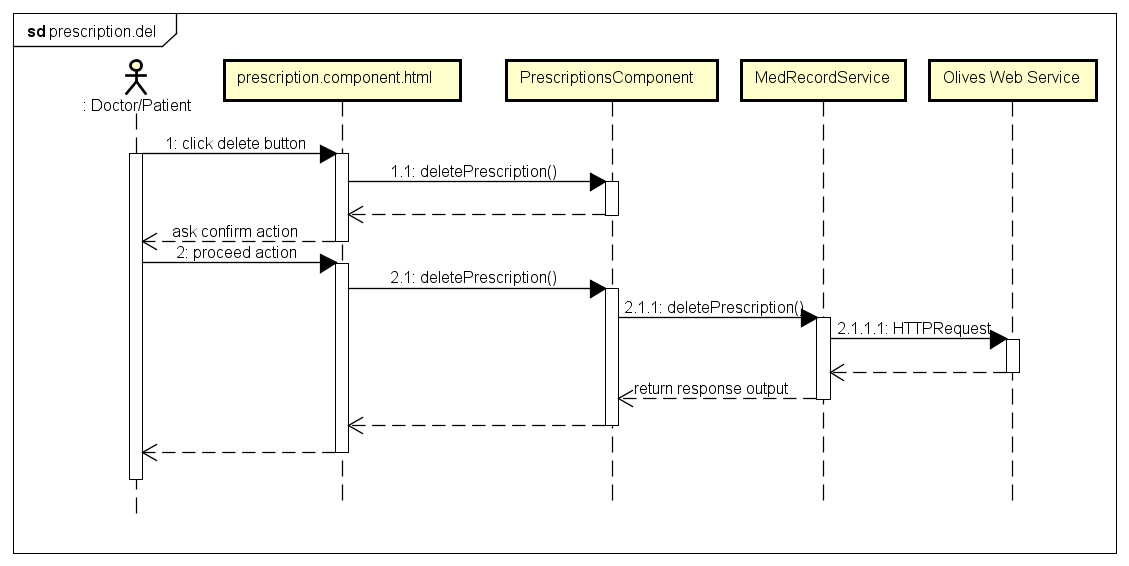 sd prescription.del
: Doctor/Patient
prescription.component.html
PrescriptionsComponent
MedRecordService
Olives Web Service
1: click delete button
1.1: deletePrescription()
ask confirm action
2: proceed action
2.1: deletePrescription()
2.1.1: deletePrescription()
2.1.1.1: HTTPRequest
return response output